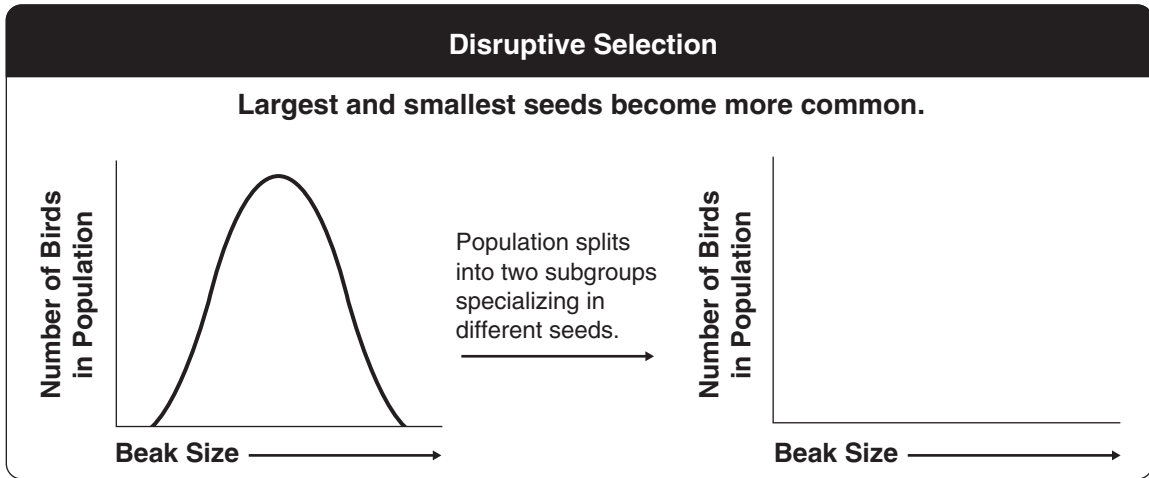 Disruptive Selection
Largest and smallest seeds become more common.
Number of Birds
in Population
Beak Size
Population splits
into two subgroups
specializing in
different seeds.
Number of Birds
in Population
Beak Size